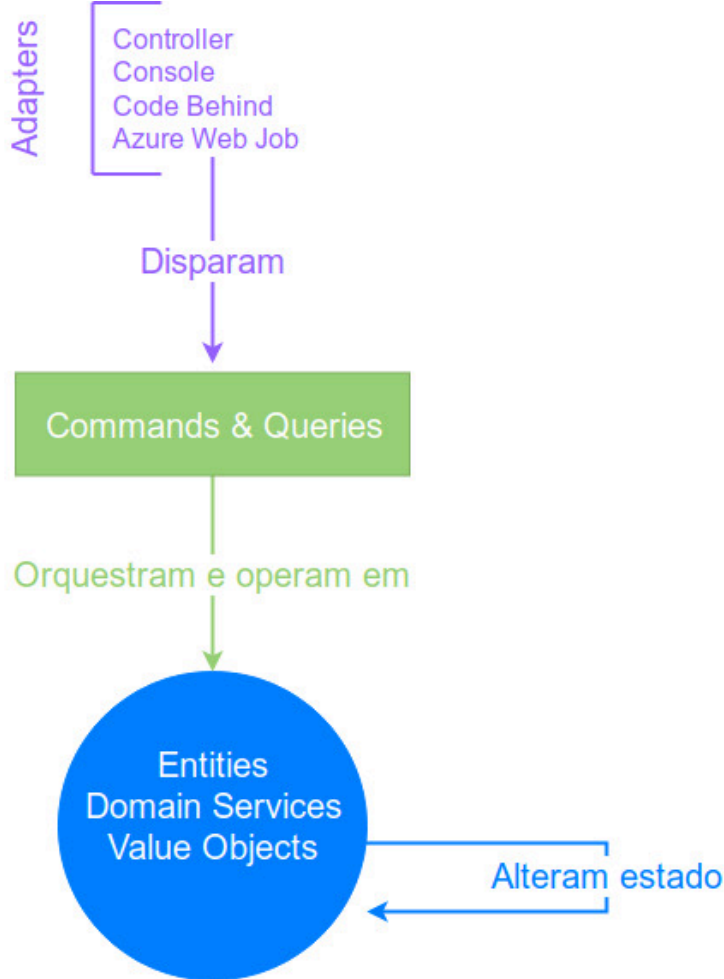 Adapters
Controller
Console
Code Behind
Azure Web Job
Disparam
Commands & Queries
Orquestram e operam em
Entities
Domain Services
Value Objects
Alteram estado